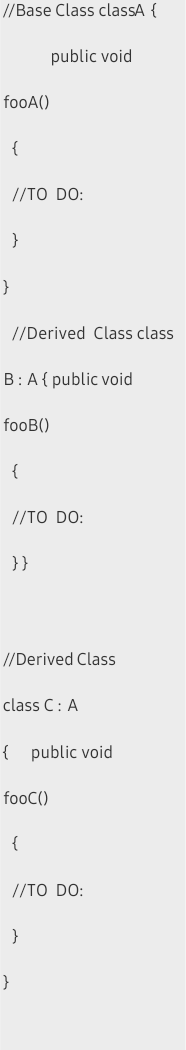 //Base Class classA {
public void
fooA()
{
//TO DO:
}
}
//Derived Class class
B : A { public void
fooB()
{
//TO DO:
} }
//Derived Class
class C : A
{ public void
fooC()
{
//TO DO:
}
}